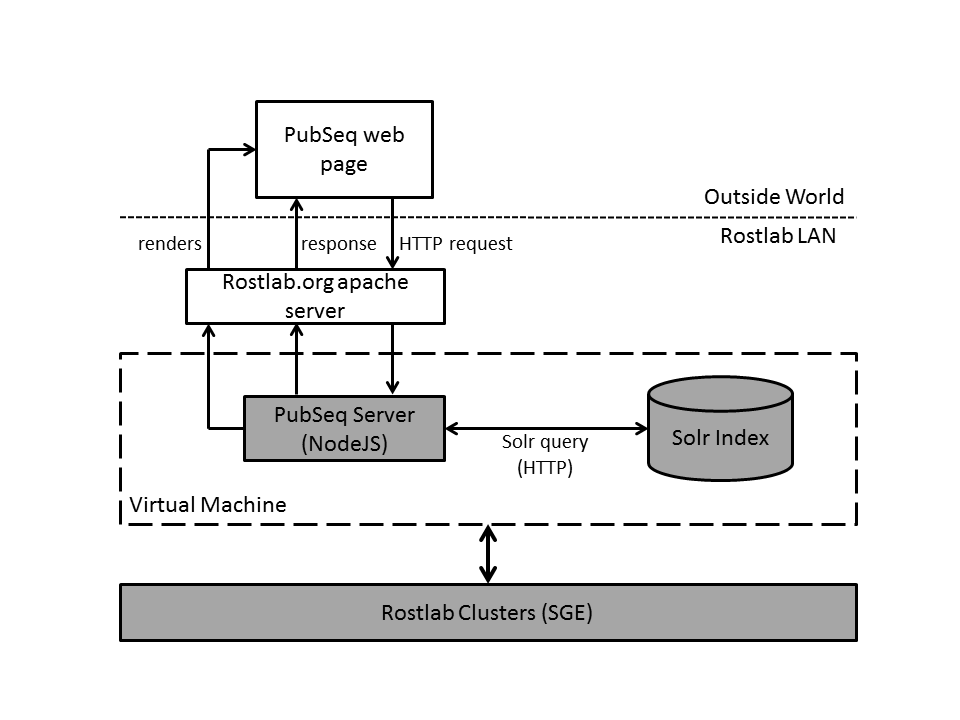 PubSeq web
page
Outside World
Rostlab LAN
renders
response
HTTP request
Rostlab.org apache
server
PubSeq Server
(NodeJS)
Solr query
(HTTP)
Solr Index
Virtual Machine
Rostlab Clusters (SGE)